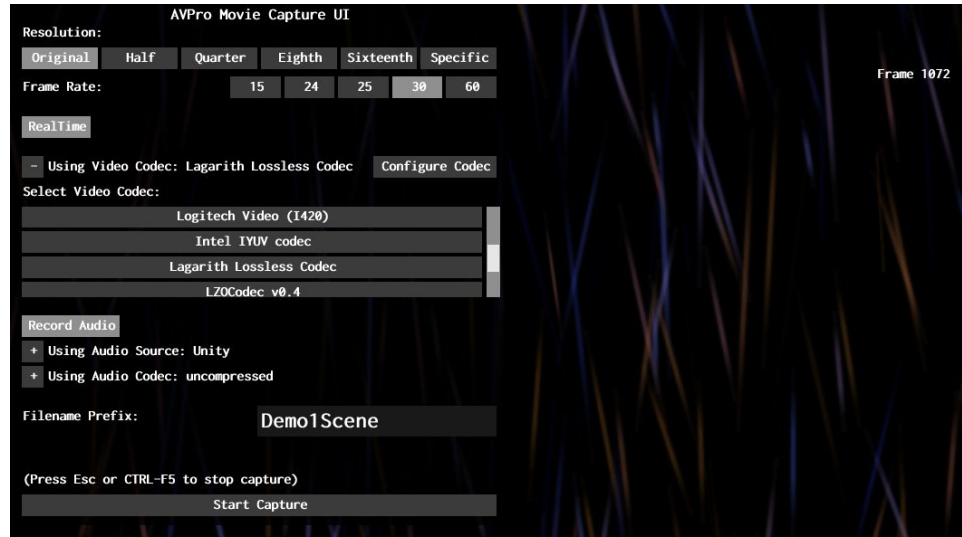 AVPro Movie Capture UI
Resolution:
Original Half Quarter Eighth Sixteenth Specific
Frame 1072
Frame Rate: 15 24 25 30 60
RealTime
- Using Video Codec: Lagarith Lossless Codec Configure Codec
Select Video Codec:
Logitech Video (I420)
Intel IYUV codec
Lagarith Lossless Codec
LZOCodec v0.4
Record Audio
+ Using Audio Source: Unity
+ Using Audio Codec: uncompressed
Filename Prefix: Demo1Scene
(Press Esc or CTRL-F5 to stop capture)
Start Capture